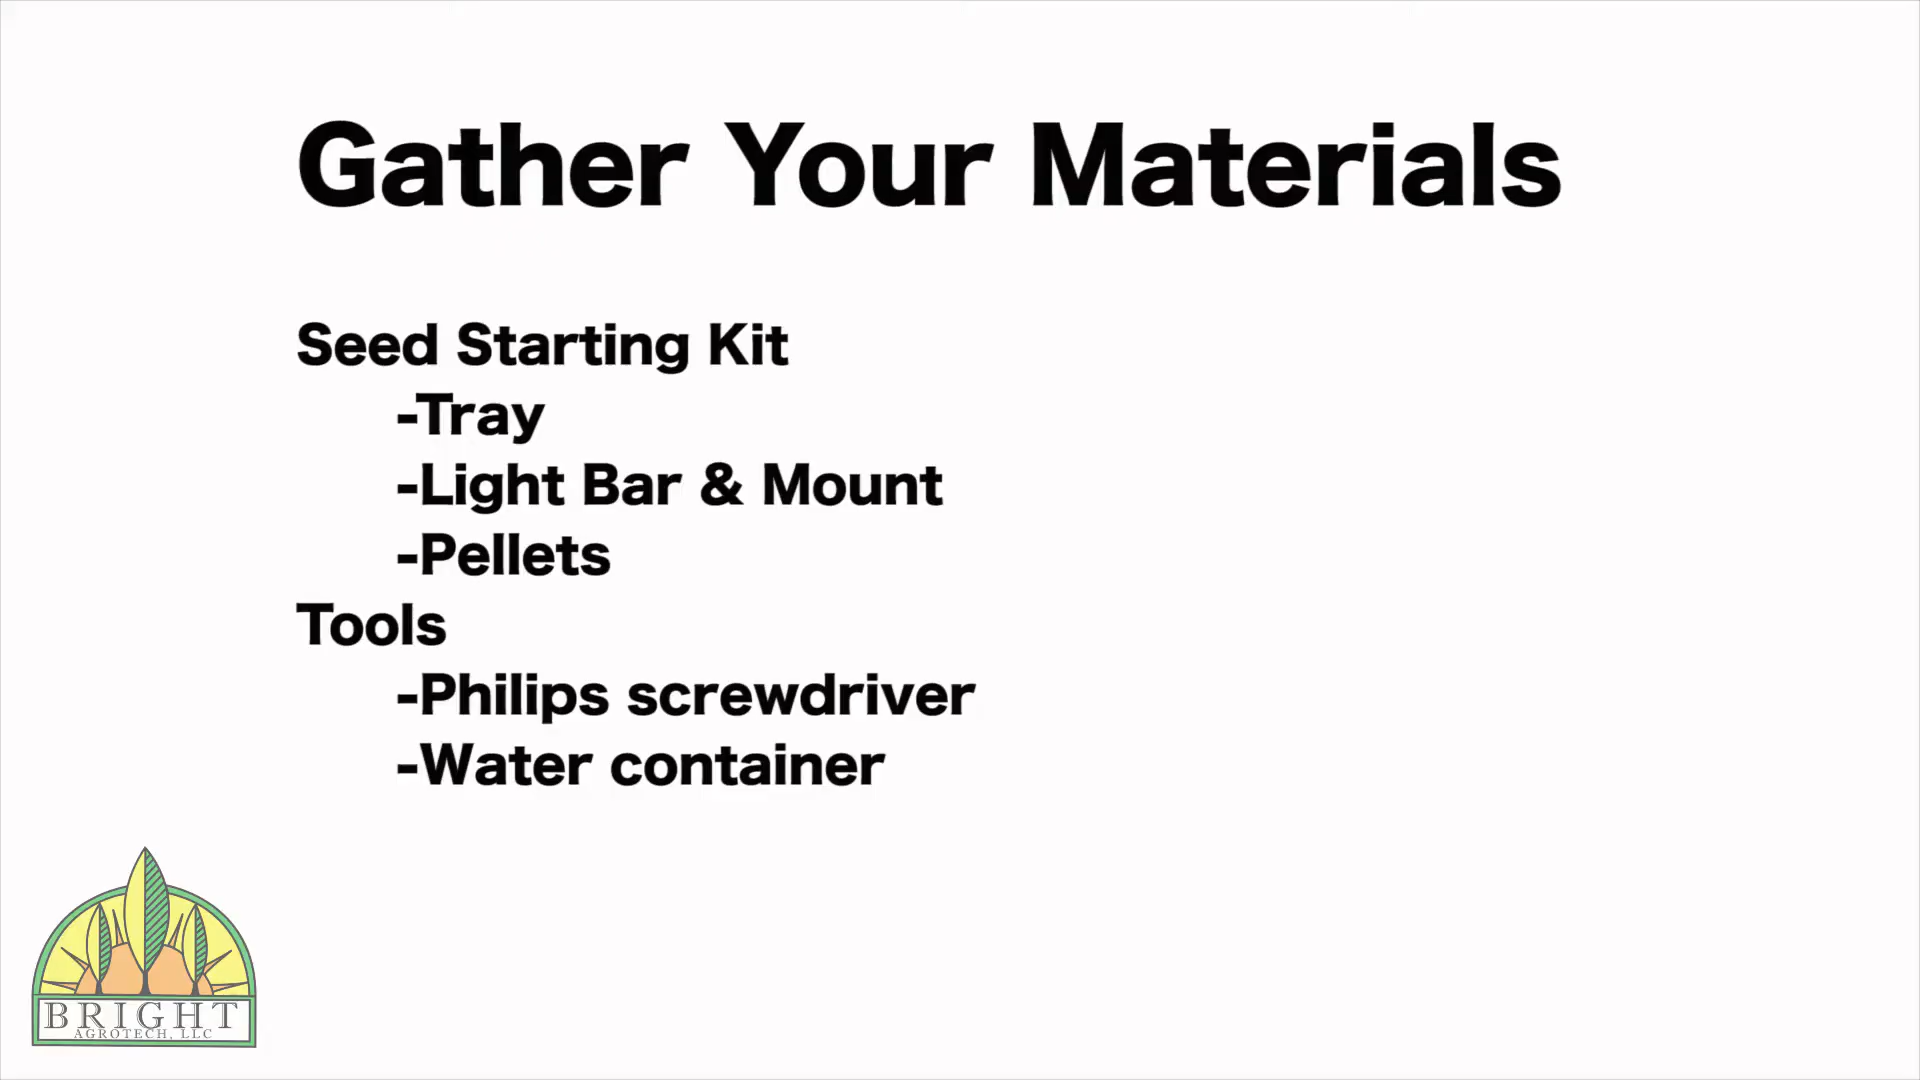 Gather Your Materials
Seed Starting Kit
-Tray
-Light Bar & Mount
-Pellets
Tools
-Philips screwdriver
-Water container
BRIGHT
AGROTECH, LLC